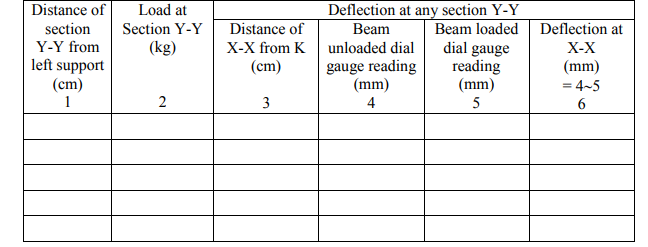 Distance of section Y-Y from left support (cm) 1
Load at Section Y-Y (kg) 2
Deflection at any section Y-Y
Distance of X-X from K (cm) 3
Beam unloaded dial gauge reading (mm) 4
Beam loaded dial gauge reading (mm) 5
Deflection at X-X (mm) = 4~5 6